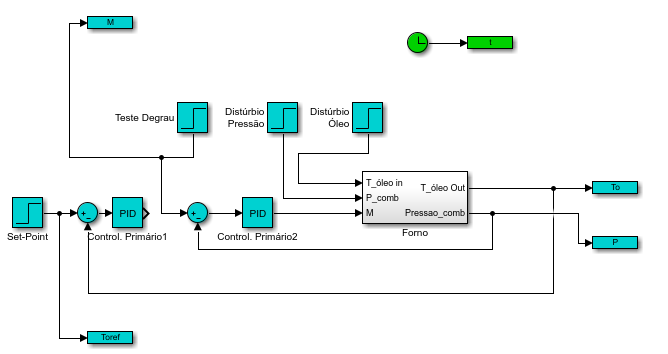 M
t
Teste Degrau
Distúrbio
Pressão
Distúrbio
Óleo
T_óleo in
P_comb
M
T_óleo Out
Pressao_comb
Forno
To
P
Set-Point
+
-
PID
Control. Primário1
+
-
PID
Control. Primário2
Toref